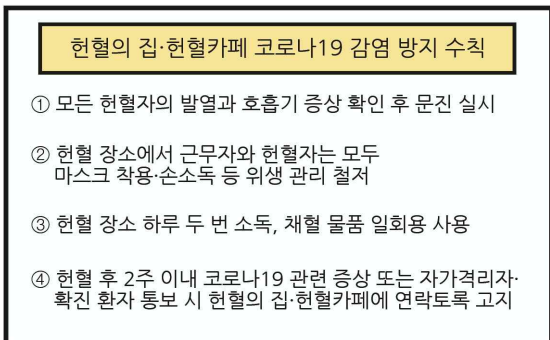 헌혈의 집·헌혈카페 코로나19 감염 방지 수칙
① 모든 헌혈자의 발열과 호흡기 증상 확인 후 문진 실시
② 헌혈 장소에서 근무자와 헌혈자는 모두
마스크 착용·손소독 등 위생 관리 철저
③ 헌혈 장소 하루 두 번 소독, 채혈 물품 일회용 사용
④ 헌혈 후 2주 이내 코로나19 관련 증상 또는 자가격리자·
확진 환자 통보 시 헌혈의 집·헌혈카페에 연락토록 고지